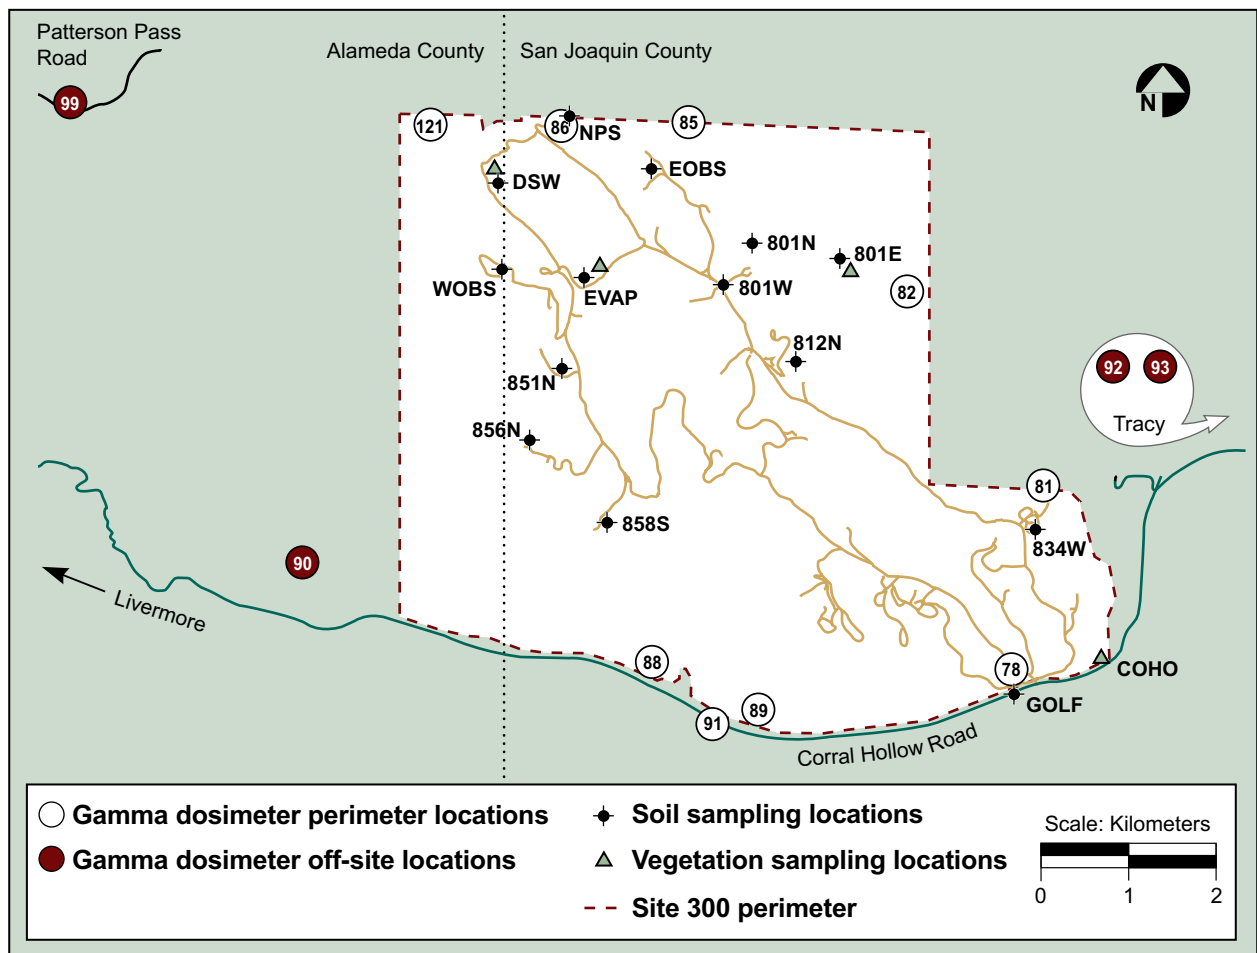 Patterson Pass
Road
99
Alameda County
San Joaquin County
N
121
86
NPS
85
DSW
EOBS
801N
801E
WOBS
EVAP
801W
82
812N
851N
92
93
Tracy
856N
81
858S
834W
90
Livermore
88
78
COHO
GOLF
91
89
Corral Hollow Road
Gamma dosimeter perimeter locations
Gamma dosimeter off-site locations
Soil sampling locations
Vegetation sampling locations
Site 300 perimeter
Scale: Kilometers
0 1 2